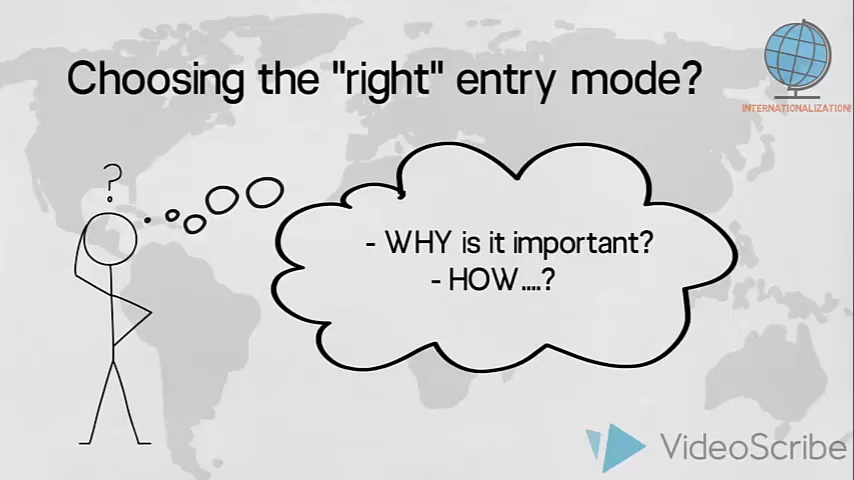 Choosing the "right" entry mode?
INTERNATIONALIZATION!
?
- WHY is it important?
- HOW....?
VideoScribe